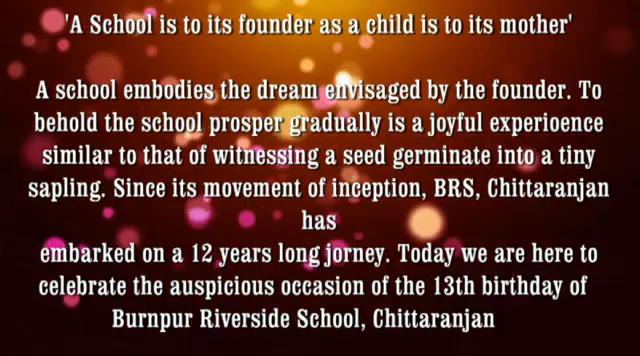 'A School is to its founder as a child is to its mother'
A school embodies the dream envisaged by the founder. To
behold the school prosper gradually is a joyful experioence
similar to that of witnessing a seed germinate into a tiny
sapling. Since its movement of inception, BRS, Chittaranjan
has
embarked on a 12 years long jorney. Today we are here to
celebrate the auspicious occasion of the 13th birthday of
Burnpur Riverside School, Chittaranjan